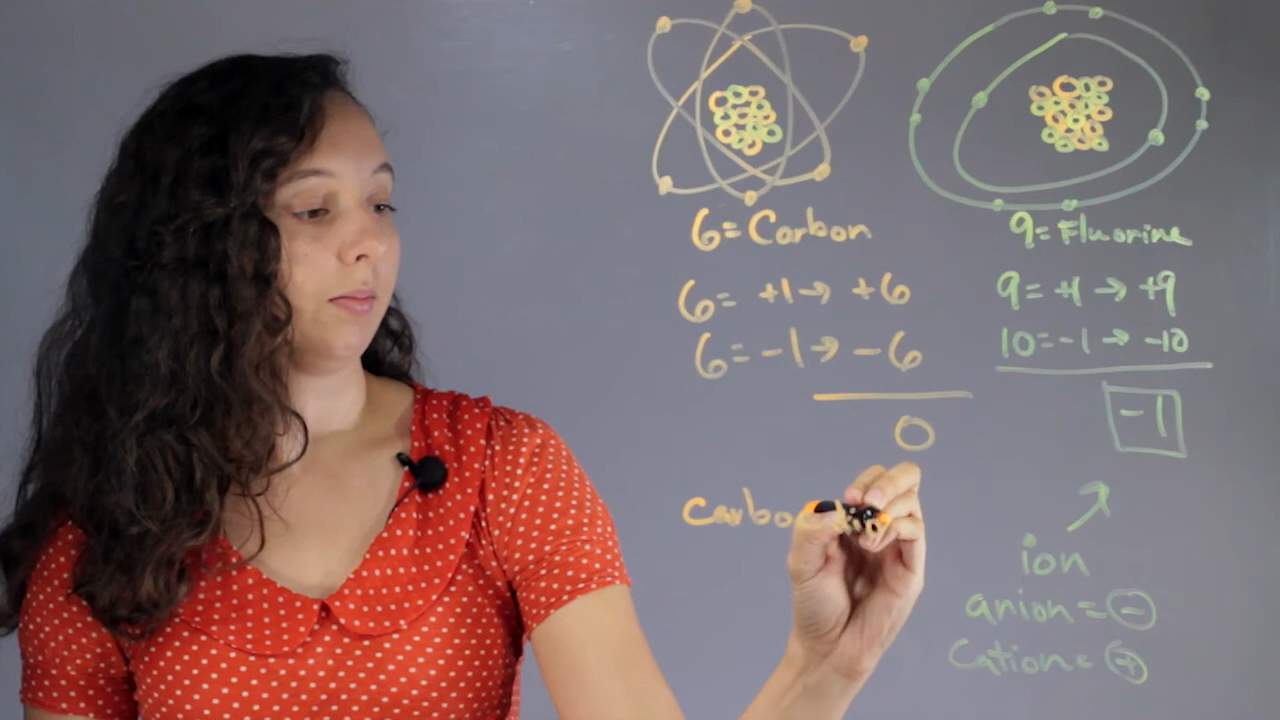 6 = Carbon
6 = +1 → +6
6 = -1 → -6
0
9 = Fluorine
9 = +1 → +9
10 = -1 → -10
-1
ion
anion = -
Cation = +